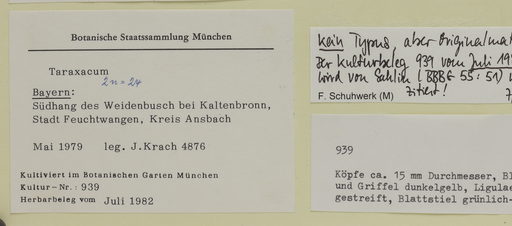 Botanische Staatssammlung München
Taraxacum
2n=24
Bayern:
Südhang des Weidenbusch bei Kaltenbronn,
Stadt Feuchtwangen, Kreis Ansbach
Mai 1979 leg. J.Krach 4876
Kultiviert im Botanischen Garten München
Kultur-Nr.: 939
Herbarbeleg vom Juli 1982
kein Typus, aber Originalmat
Der Kulturbeleg 939 vom Juli 19
wird von Sahlin (BBBG 55:51)
zitiert!
F. Schuhwerk (M)
939
Köpfe ca. 15 mm Durchmesser, Bl
und Griffel dunkelgelb, Ligulae
gestreift, Blattstiel grünlich-